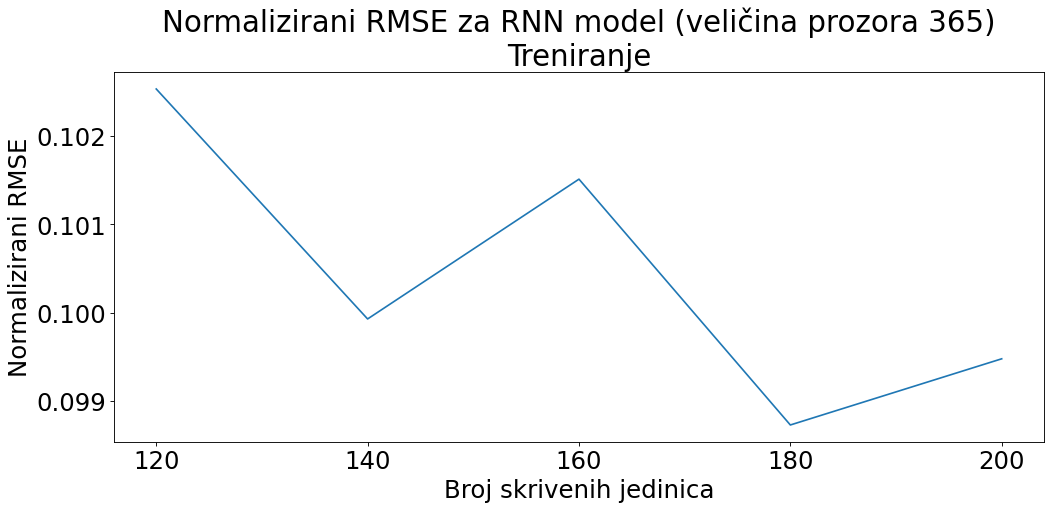 Normalizirani RMSE za RNN model (veličina prozora 365)
Treniranje
Normalizirani RMSE
0.102
0.101
0.100
0.099
120 140 160 180 200
Broj skrivenih jedinica